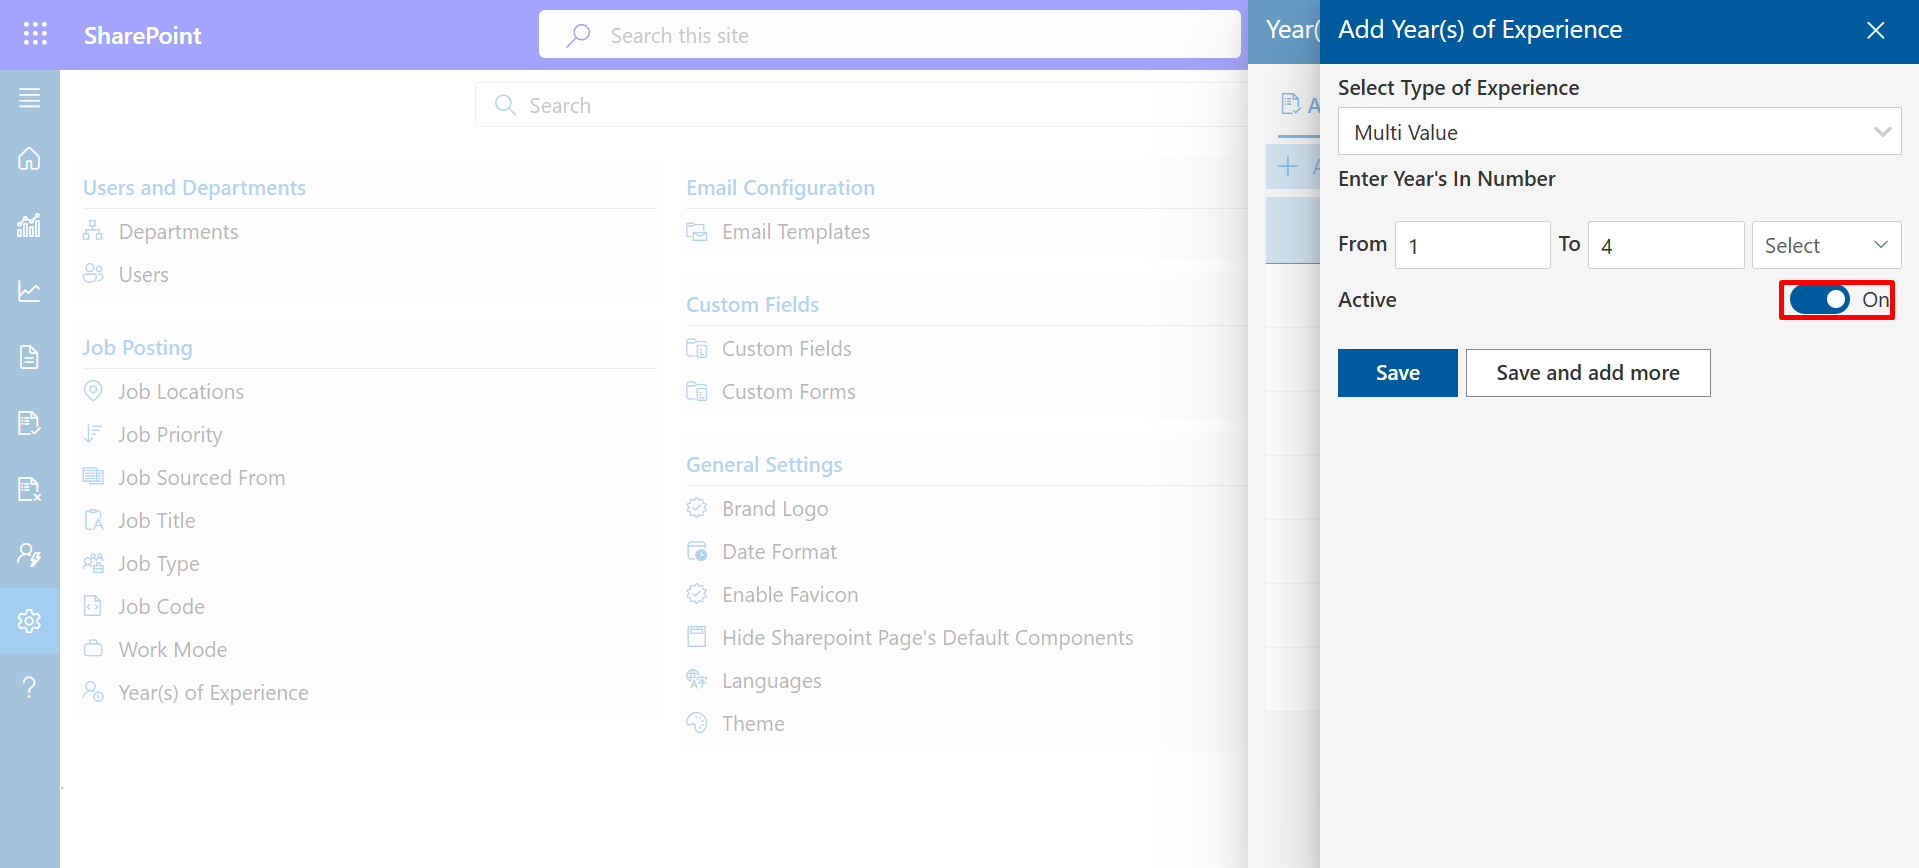 SharePoint
Search this site
Search
Users and Departments
Departments
Users
Job Posting
Job Locations
Job Priority
Job Sourced From
Job Title
Job Type
Job Code
Work Mode
Year(s) of Experience
Email Configuration
Email Templates
Custom Fields
Custom Fields
Custom Forms
General Settings
Brand Logo
Date Format
Enable Favicon
Hide Sharepoint Page's Default Components
Languages
Theme
Year(
A
A
Add Year(s) of Experience
Select Type of Experience
Multi Value
Enter Year's In Number
From 1 To 4 Select
Active On
Save Save and add more